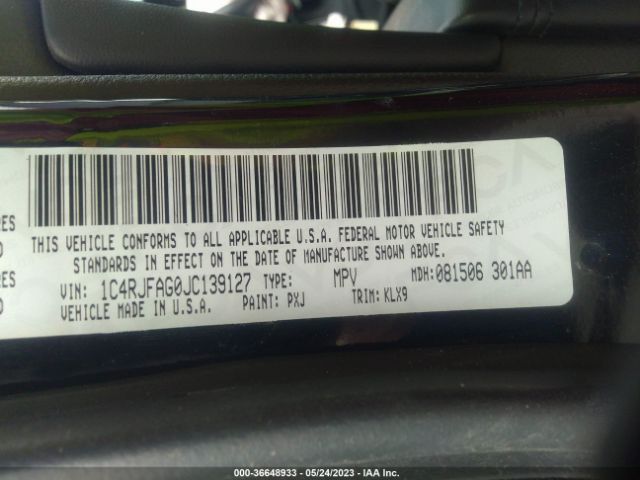 RES
THIS VEHICLE CONFORMS TO ALL APPLICABLE U.S.A. FEDERAL MOTOR VEHICLE SAFETY
STANDARDS IN EFFECT ON THE DATE OF MANUFACTURE SHOWN ABOVE.
RES
VIN: 1C4RJFAG0JC139127 TYPE: MPV MDH: 081506 301AA
VEHICLE MADE IN U.S.A. PAINT: PXJ TRIM: KLX9
000-36648933 - 05/24/2023 - IAA Inc.